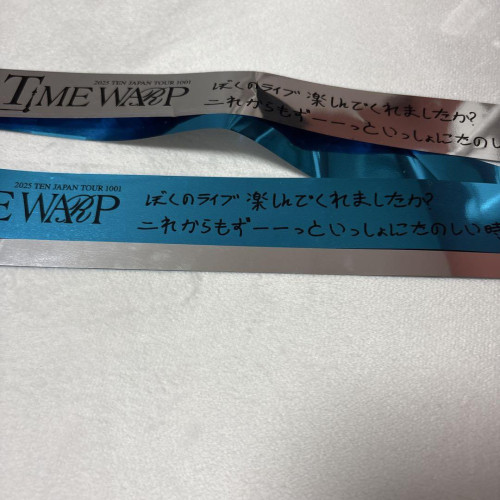 2025 TEN JAPAN TOUR 1001
TiME WARP
ぼくのライブ楽しんでくれましたか?
これからもずーーっといっしょにたのしい
2025 TEN JAPAN TOUR 1001
E WARP
ぼくのライブ楽しんでくれましたか?
これからもずーーっといっしょにたのしい時